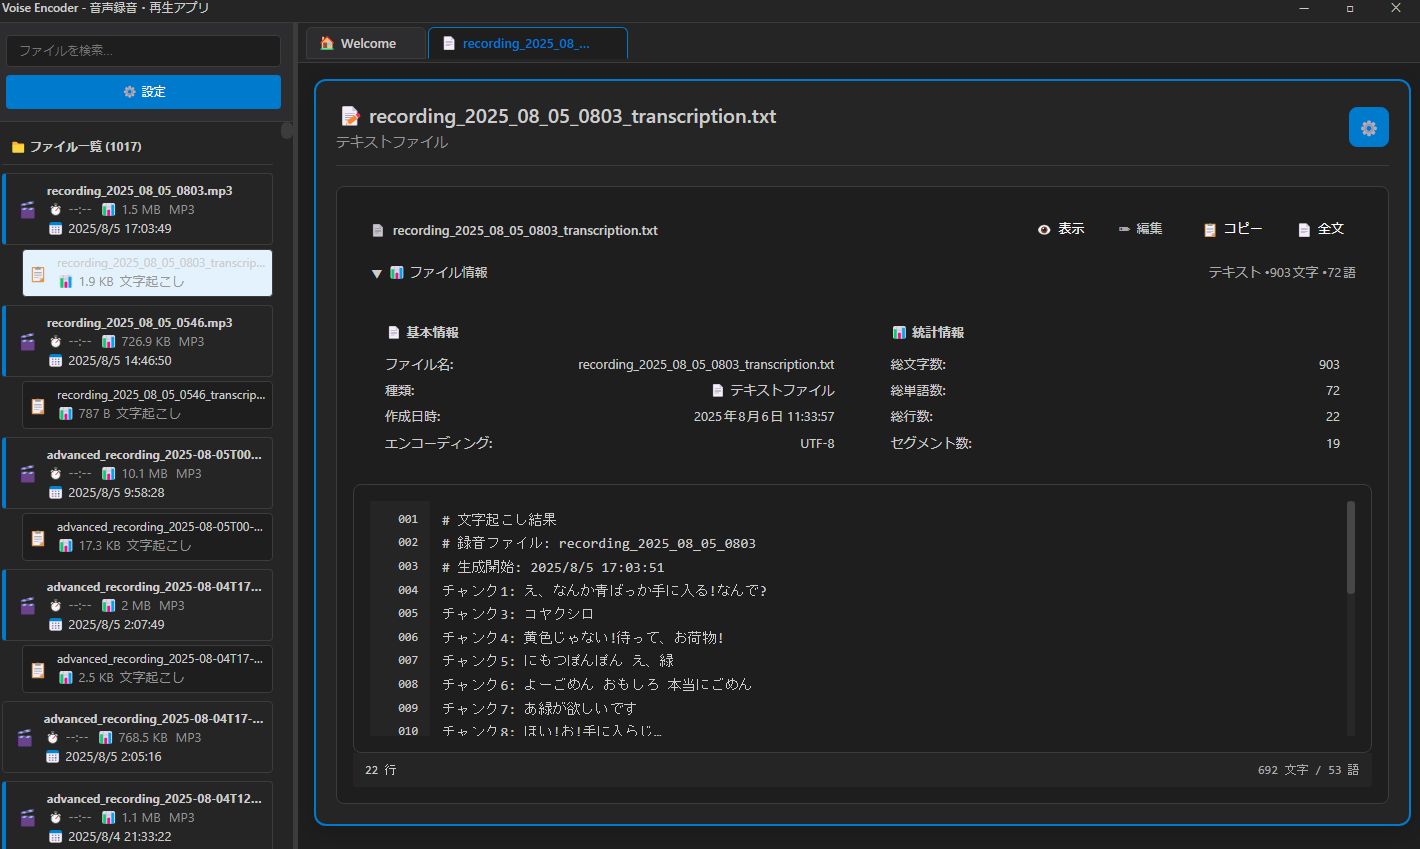 Voise Encoder - 音声録音・再生アプリ
ファイルを検索...
設定
ファイル一覧 (1017)
recording_2025_08_05_0803.mp3
--:-- 1.5 MB MP3
2025/8/5 17:03:49
recording_2025_08_05_0803_transcrip...
1.9 KB 文字起こし
recording_2025_08_05_0546.mp3
--:-- 726.9 KB MP3
2025/8/5 14:46:50
recording_2025_08_05_0546_transcrip...
787 B 文字起こし
advanced_recording_2025-08-05T00...
--:-- 10.1 MB MP3
2025/8/5 9:58:28
advanced_recording_2025-08-05T00-...
17.3 KB 文字起こし
advanced_recording_2025-08-04T17...
--:-- 2 MB MP3
2025/8/5 2:07:49
advanced_recording_2025-08-04T17-...
2.5 KB 文字起こし
advanced_recording_2025-08-04T17-...
--:-- 768.5 KB MP3
2025/8/5 2:05:16
advanced_recording_2025-08-04T12...
--:-- 1.1 MB MP3
2025/8/4 21:33:22
Welcome
recording_2025_08_...
recording_2025_08_05_0803_transcription.txt
テキストファイル
recording_2025_08_05_0803_transcription.txt
表示 編集 コピー 全文
▼ ファイル情報 テキスト •903文字 •72語
基本情報
ファイル名: recording_2025_08_05_0803_transcription.txt
種類: テキストファイル
作成日時: 2025年8月6日 11:33:57
エンコーディング: UTF-8
統計情報
総文字数: 903
総単語数: 72
総行数: 22
セグメント数: 19
001 # 文字起こし結果
002 # 録音ファイル: recording_2025_08_05_0803
003 # 生成開始: 2025/8/5 17:03:51
004 チャンク1: え、なんか青ばっか手に入る!なんで?
005 チャンク3: コヤクシロ
006 チャンク4: 黄色じゃない!待って、お荷物!
007 チャンク5: にもつぽんぽん え、緑
008 チャンク6: よーごめん おもしろ 本当にごめん
009 チャンク7: あ緑が欲しいです
010 チャンク8: ほい!お!手に入らじ…
22 行 692 文字 / 53 語